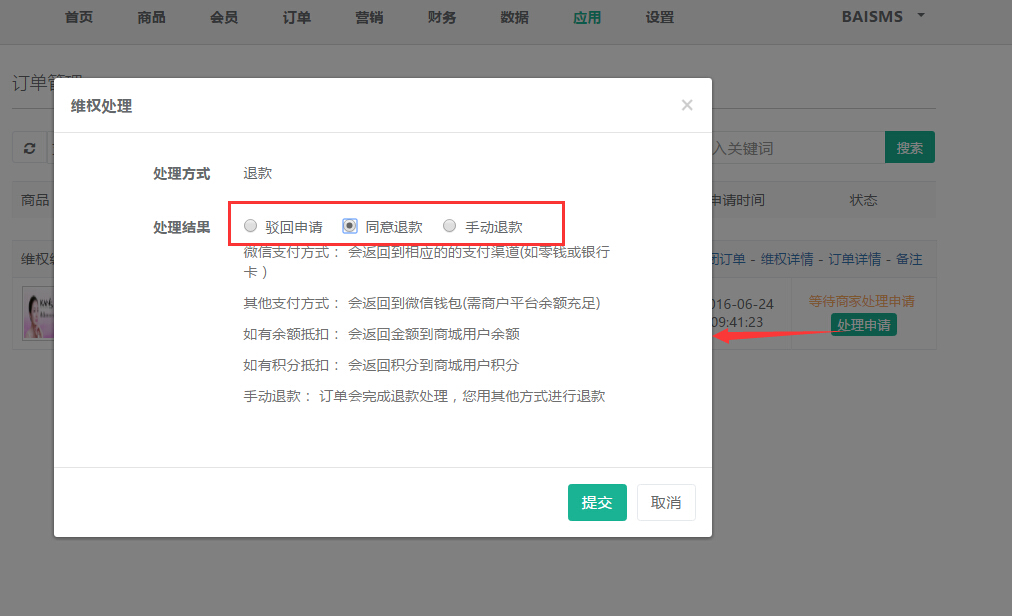 首页 商品 会员 订单 营销 财务 数据 应用 设置 BAISMS
订单管理
维权处理 ×
入关键词 搜索
处理方式 退款
商品 申请时间 状态
处理结果 驳回申请 同意退款 手动退款
微信支付方式： 会返回到相应的的支付渠道(如零钱或银行
卡 )
维权 订单 - 维权详情 - 订单详情 - 备注
其他支付方式： 会返回到微信钱包(需商户平台余额充足)
016-06-24 等待商家处理申请
09:41:23 处理申请
如有余额抵扣： 会返回金额到商城用户余额
如有积分抵扣： 会返回积分到商城用户积分
手动退款： 订单会完成退款处理，您用其他方式进行退款
提交 取消